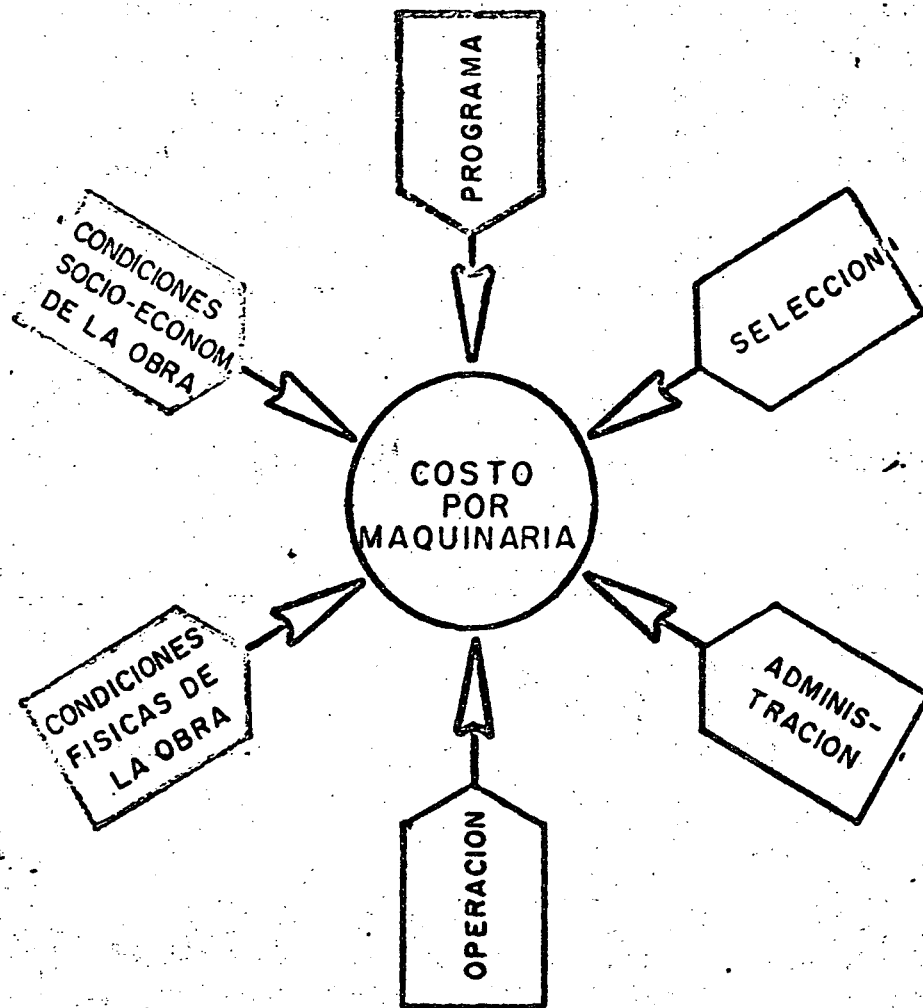 PROGRAMA
CONDICIONES
SOCIO-ECONOM.
DE LA OBRA
SELECCION
COSTO
POR
MAQUINARIA
CONDICIONES
FISICAS DE
LA OBRA
ADMINIS-
TRACION
OPERACION